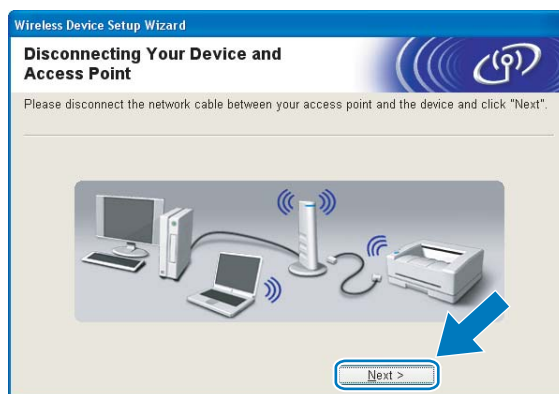 Wireless Device Setup Wizard
Disconnecting Your Device and
Access Point
Please disconnect the network cable between your access point and the device and click "Next".
Next >